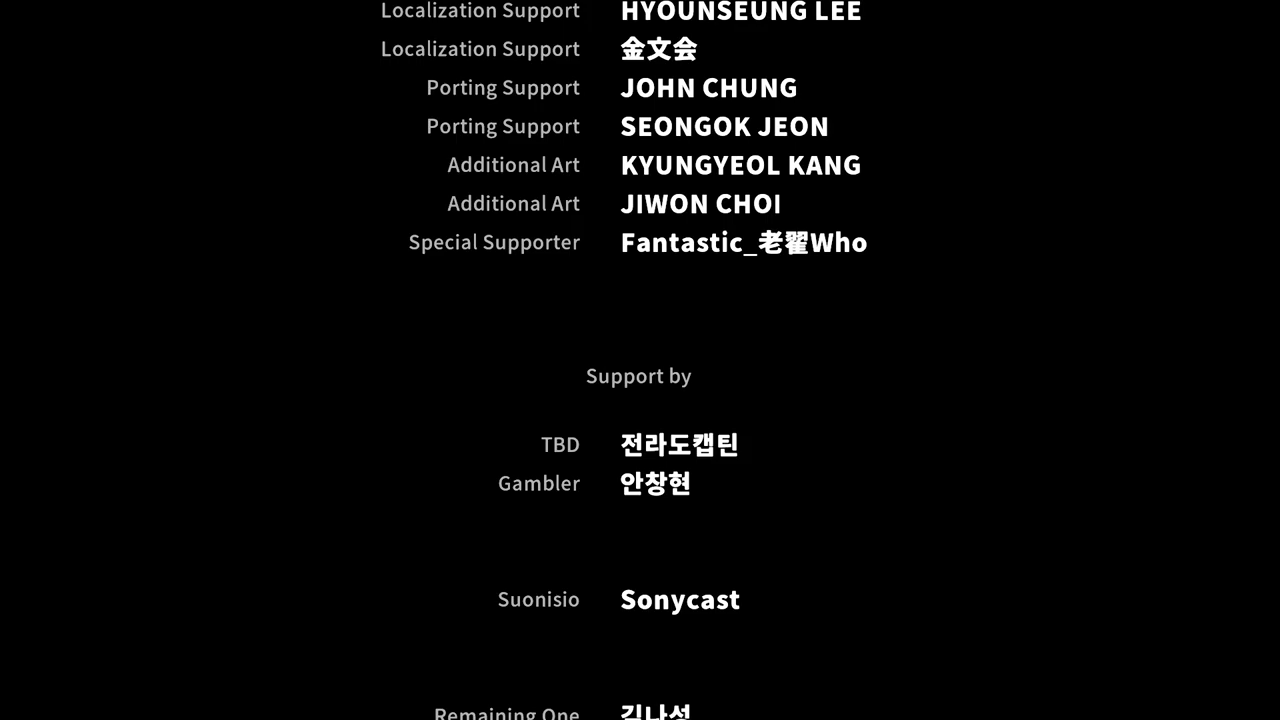 Localization Support HYOUNSEUNG LEE
Localization Support 金文会
Porting Support JOHN CHUNG
Porting Support SEONGOK JEON
Additional Art KYUNGYEOL KANG
Additional Art JIWON CHOI
Special Supporter Fantastic_老翟Who
Support by
TBD 전라도캡틴
Gambler 안창현
Suonisio Sonycast
Remaining One 김나성